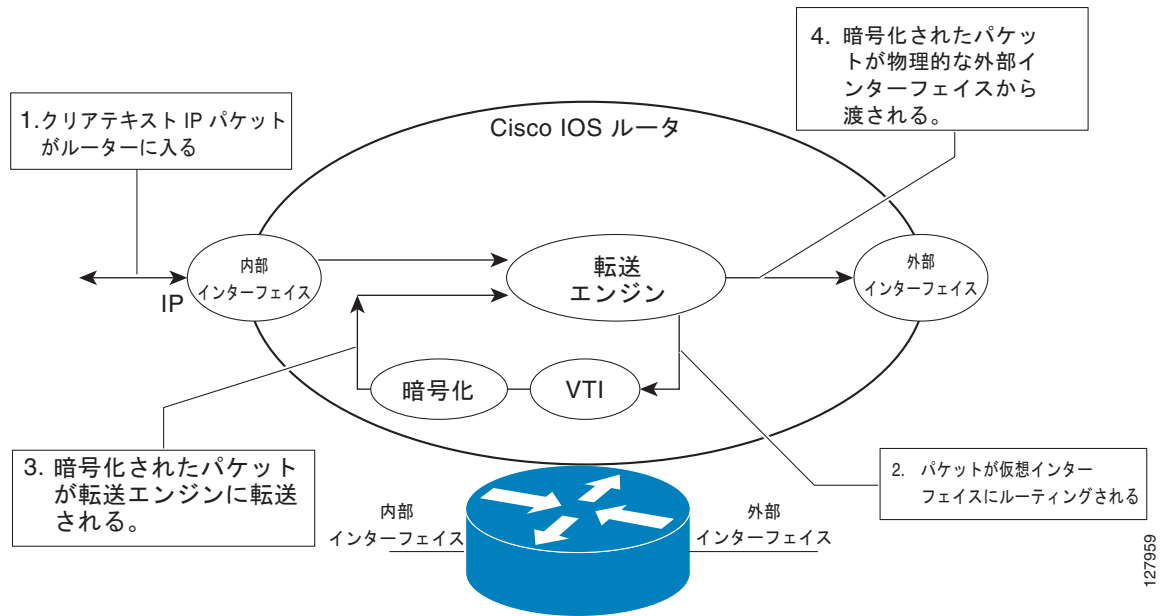 4. 暗号化されたパケッ
トが物理的な外部イ
ンターフェイスから
渡される。
1.クリアテキスト IP パケット
がルーターに入る
Cisco IOS ルータ
内部
インターフェイス
転送
エンジン
外部
インターフェイス
IP
暗号化
VTI
3. 暗号化されたパケット
が転送エンジンに転送
される。
2. パケットが仮想インター
フェイスにルーティングされる
内部
インターフェイス
外部
インターフェイス
127959